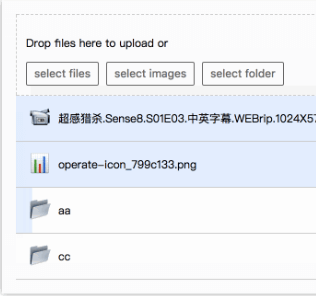 Drop files here to upload or
select files select images select folder
超感猎杀.Sense8.S01E03.中英字幕.WEBrip.1024X57
operate-icon_799c133.png
aa
cc